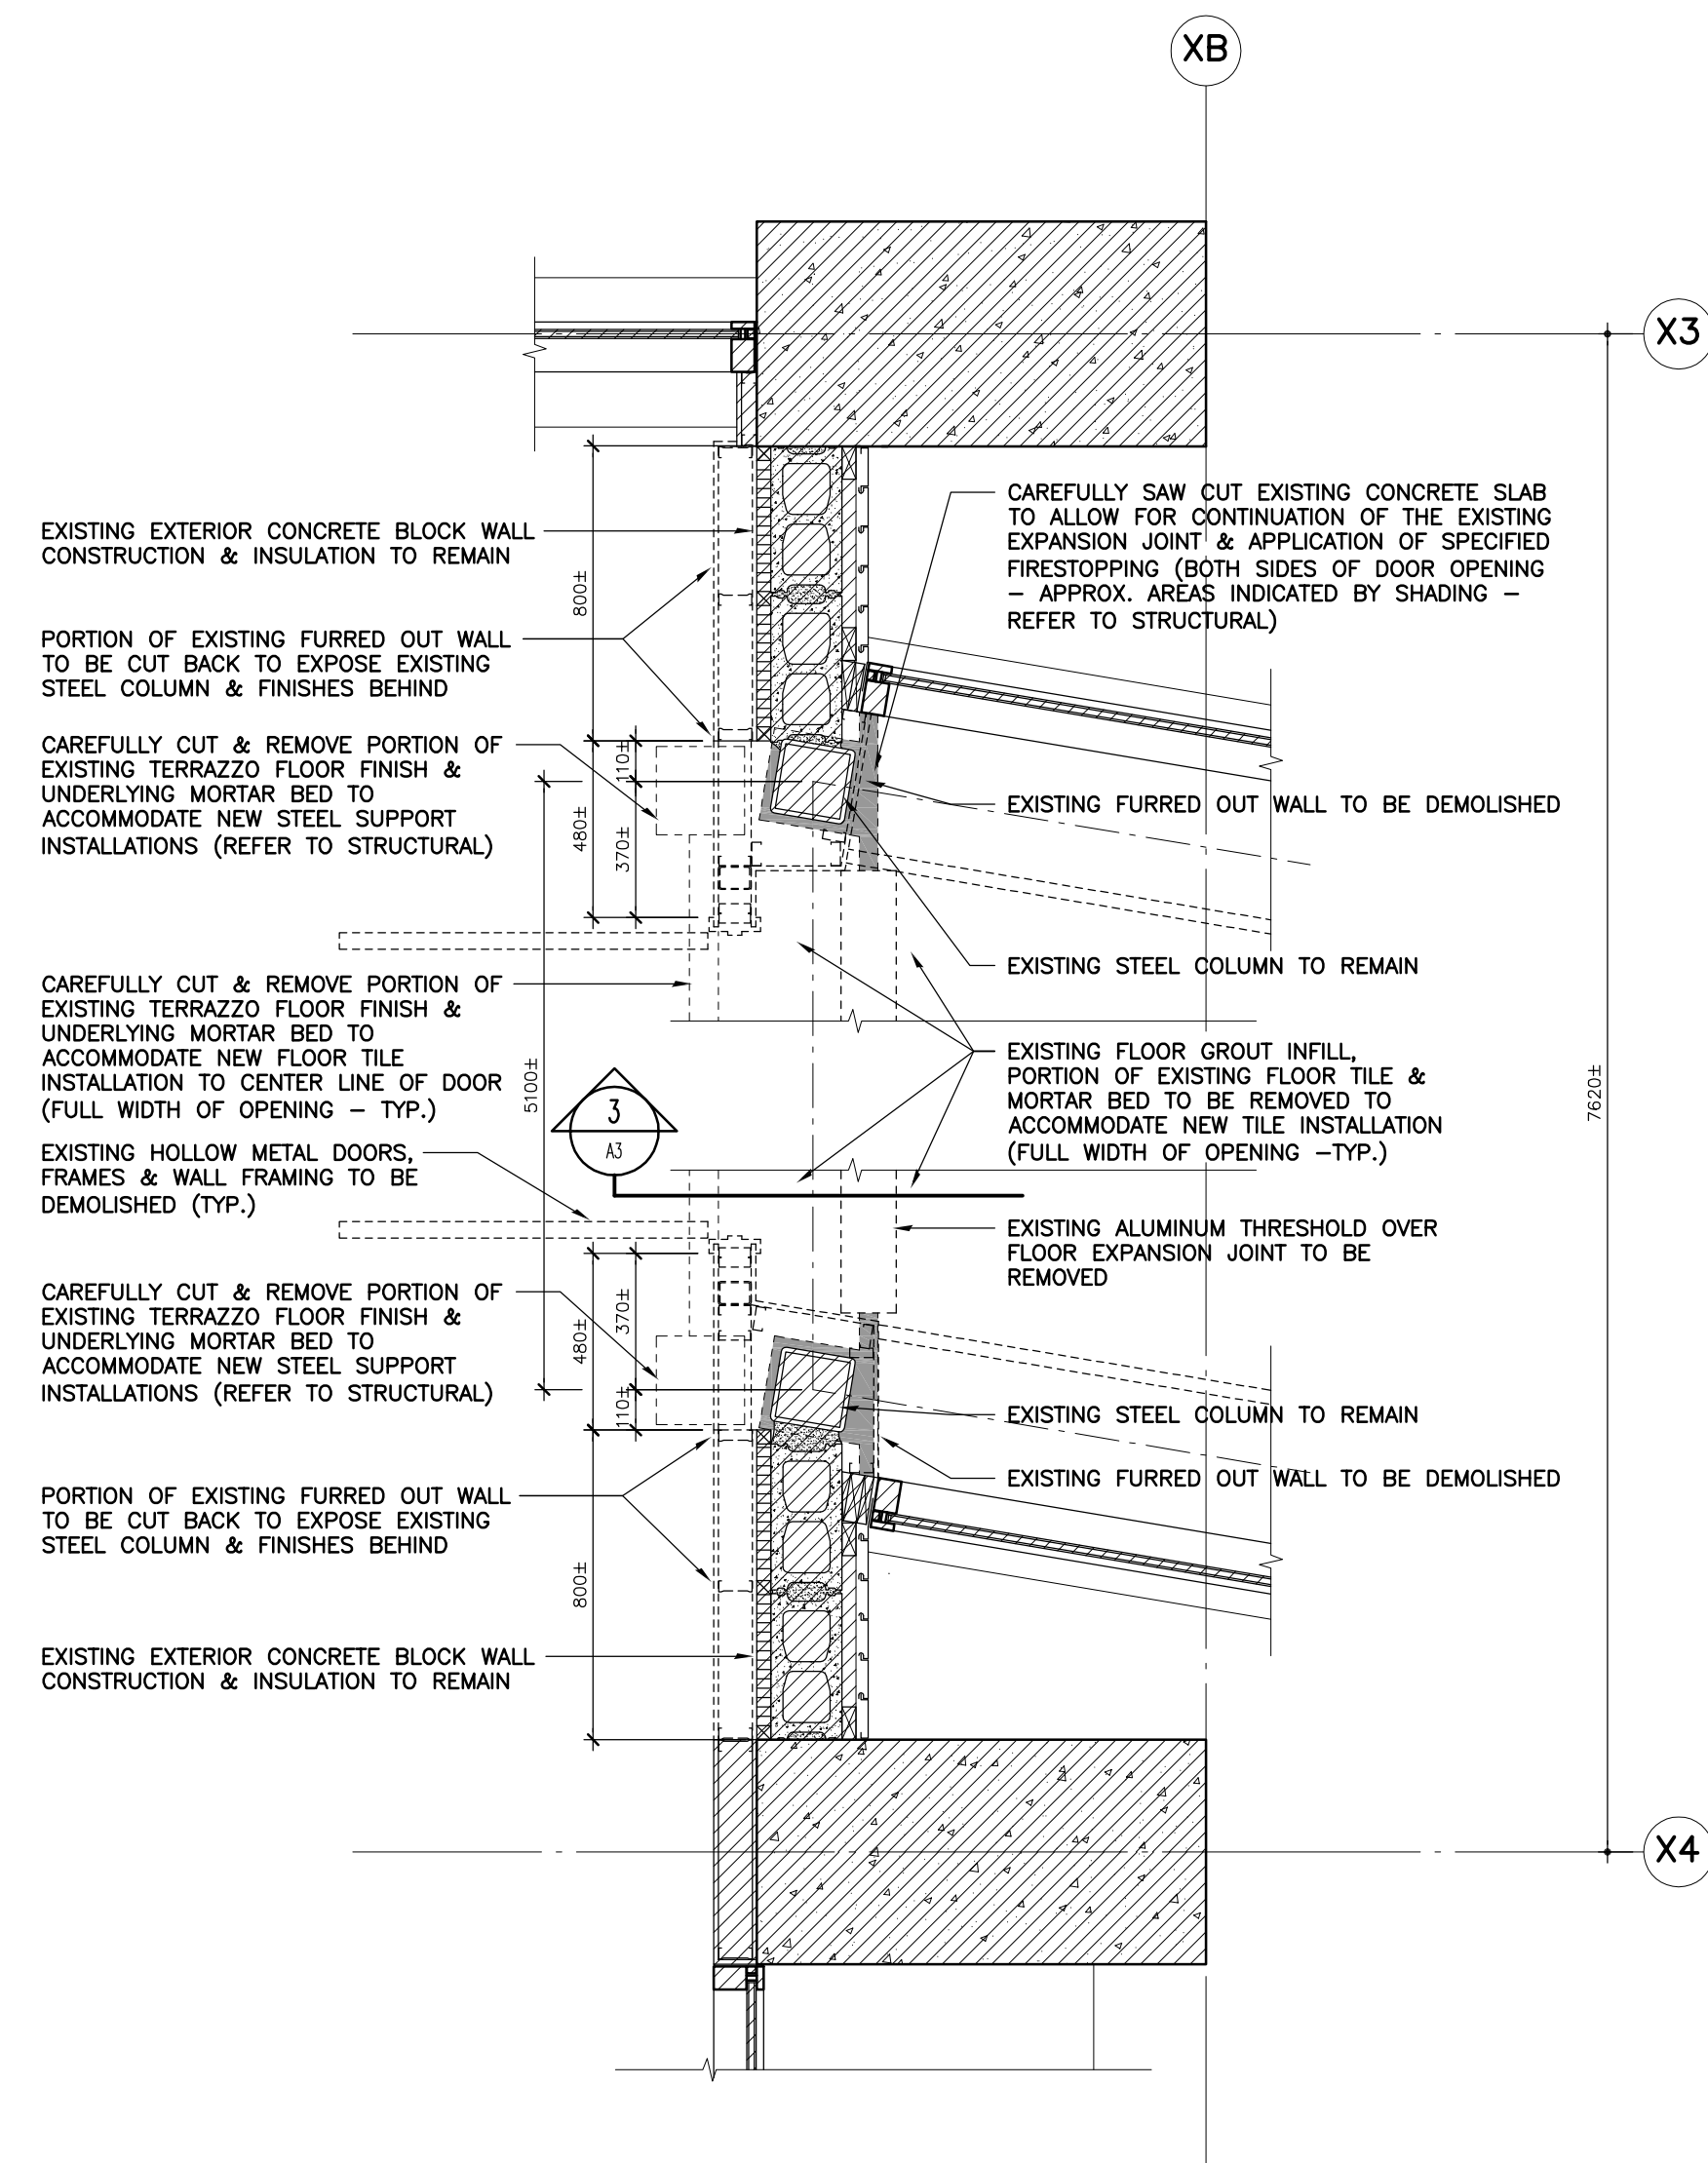 XB
X3
CAREFULLY SAW CUT EXISTING CONCRETE SLAB
TO ALLOW FOR CONTINUATION OF THE EXISTING
EXPANSION JOINT & APPLICATION OF SPECIFIED
FIRESTOPPING (BOTH SIDES OF DOOR OPENING
– APPROX. AREAS INDICATED BY SHADING –
REFER TO STRUCTURAL)
EXISTING EXTERIOR CONCRETE BLOCK WALL
CONSTRUCTION & INSULATION TO REMAIN
800±
PORTION OF EXISTING FURRED OUT WALL
TO BE CUT BACK TO EXPOSE EXISTING
STEEL COLUMN & FINISHES BEHIND
CAREFULLY CUT & REMOVE PORTION OF
EXISTING TERRAZZO FLOOR FINISH &
UNDERLYING MORTAR BED TO
ACCOMMODATE NEW STEEL SUPPORT
INSTALLATIONS (REFER TO STRUCTURAL)
110±
480±
370±
EXISTING FURRED OUT WALL TO BE DEMOLISHED
EXISTING STEEL COLUMN TO REMAIN
CAREFULLY CUT & REMOVE PORTION OF
EXISTING TERRAZZO FLOOR FINISH &
UNDERLYING MORTAR BED TO
ACCOMMODATE NEW FLOOR TILE
INSTALLATION TO CENTER LINE OF DOOR
(FULL WIDTH OF OPENING – TYP.)
5100±
EXISTING FLOOR GROUT INFILL,
PORTION OF EXISTING FLOOR TILE &
MORTAR BED TO BE REMOVED TO
ACCOMMODATE NEW TILE INSTALLATION
(FULL WIDTH OF OPENING –TYP.)
7620±
3
A3
EXISTING HOLLOW METAL DOORS,
FRAMES & WALL FRAMING TO BE
DEMOLISHED (TYP.)
EXISTING ALUMINUM THRESHOLD OVER
FLOOR EXPANSION JOINT TO BE
REMOVED
CAREFULLY CUT & REMOVE PORTION OF
EXISTING TERRAZZO FLOOR FINISH &
UNDERLYING MORTAR BED TO
ACCOMMODATE NEW STEEL SUPPORT
INSTALLATIONS (REFER TO STRUCTURAL)
370±
480±
110±
EXISTING STEEL COLUMN TO REMAIN
EXISTING FURRED OUT WALL TO BE DEMOLISHED
PORTION OF EXISTING FURRED OUT WALL
TO BE CUT BACK TO EXPOSE EXISTING
STEEL COLUMN & FINISHES BEHIND
800±
EXISTING EXTERIOR CONCRETE BLOCK WALL
CONSTRUCTION & INSULATION TO REMAIN
X4